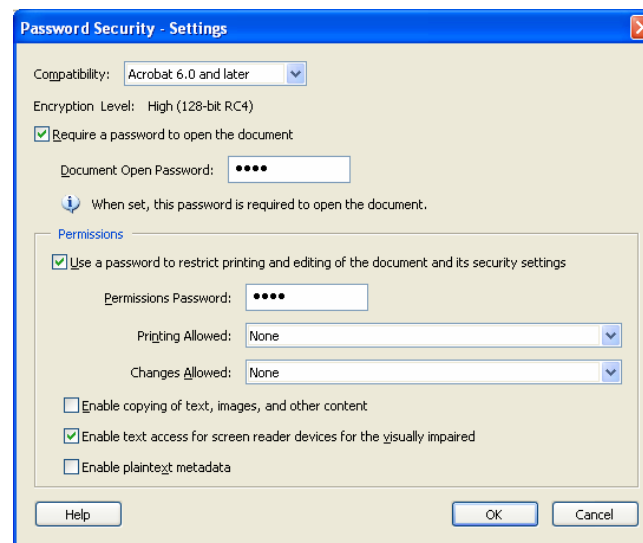 Password Security - Settings
Compatibility: Acrobat 6.0 and later
Encryption Level: High (128-bit RC4)
Require a password to open the document
Document Open Password: ••••
When set, this password is required to open the document.
Permissions
Use a password to restrict printing and editing of the document and its security settings
Permissions Password: ••••
Printing Allowed: None
Changes Allowed: None
Enable copying of text, images, and other content
Enable text access for screen reader devices for the visually impaired
Enable plaintext metadata
Help OK Cancel